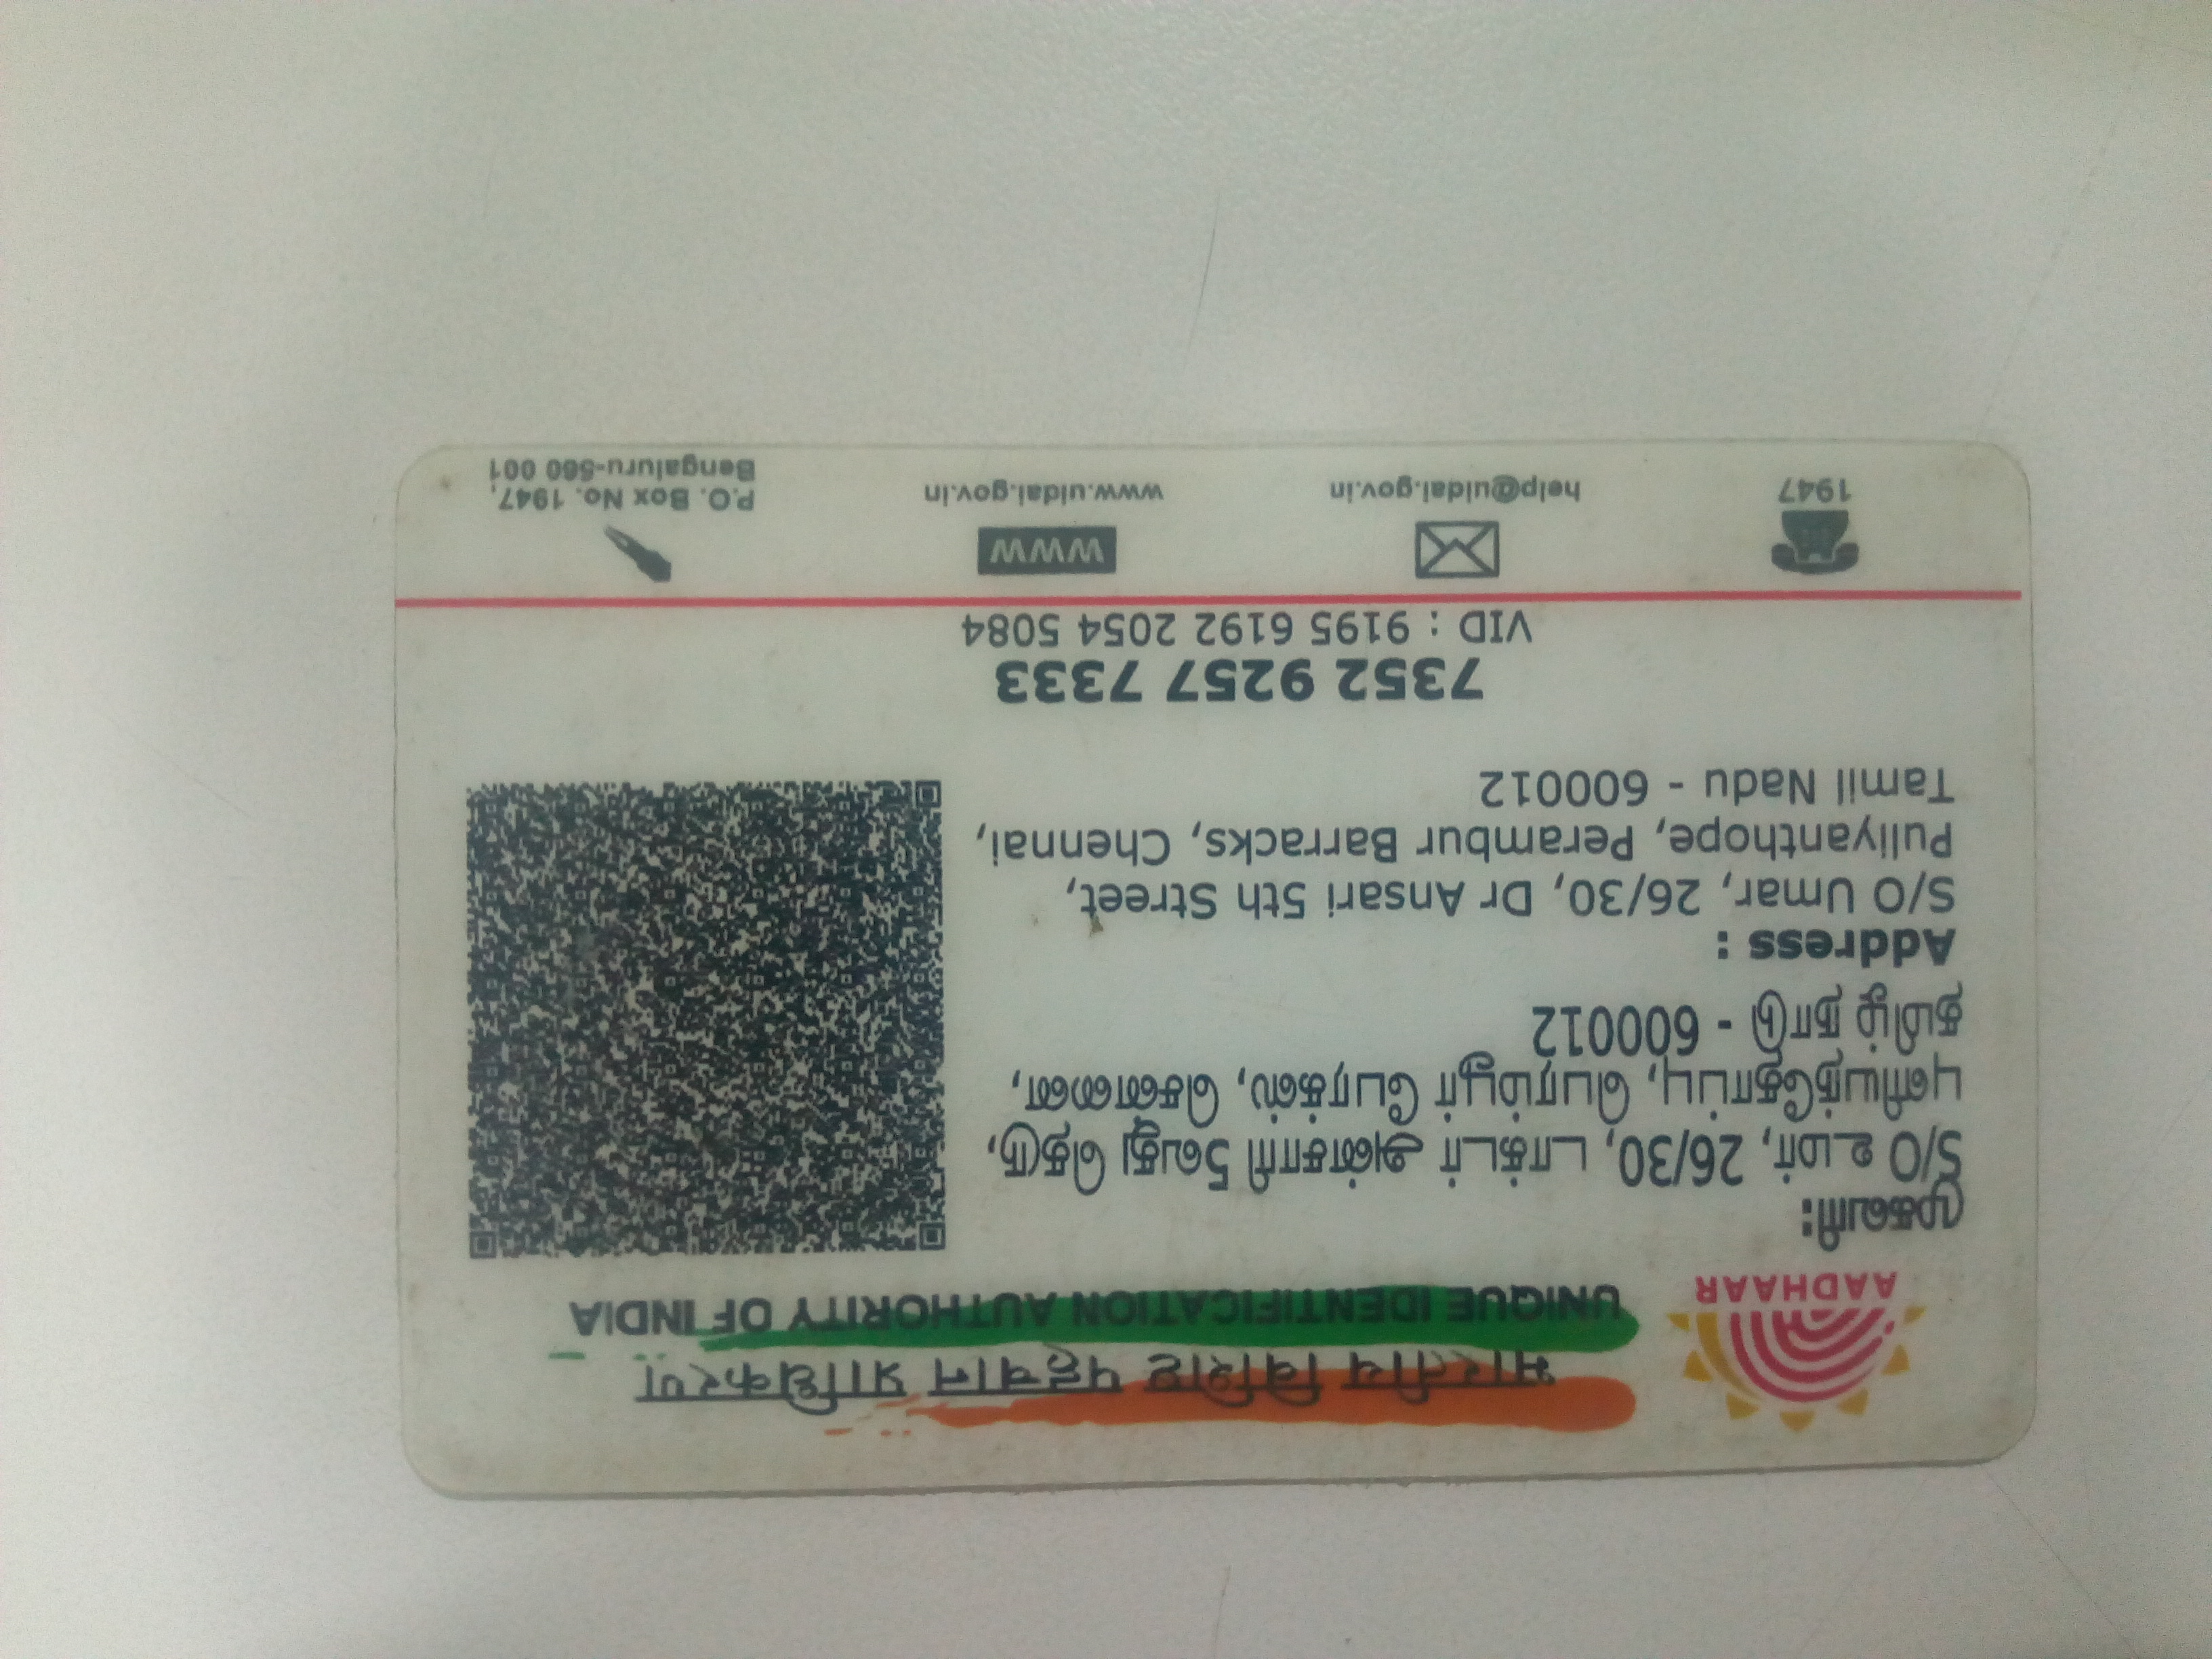 भारतीय विशिष्ट पहचान प्राधिकरण
UNIQUE IDENTIFICATION AUTHORITY OF INDIA
AADHAAR
முகவரி:
S/O உமர், 26/30, டாக்டர் அன்சாரி 5வது தெரு,
புளியந்தோப்பு, பெரம்பூர் பேரக்ஸ், சென்னை,
தமிழ் நாடு - 600012
Address :
S/O Umar, 26/30, Dr Ansari 5th Street,
Puliyanthope, Perambur Barracks, Chennai,
Tamil Nadu - 600012
7352 9257 7333
VID : 9195 6192 2054 5084
1947
help@uidai.gov.in
WWW
www.uidai.gov.in
P.O. Box No. 1947,
Bengaluru-560 001